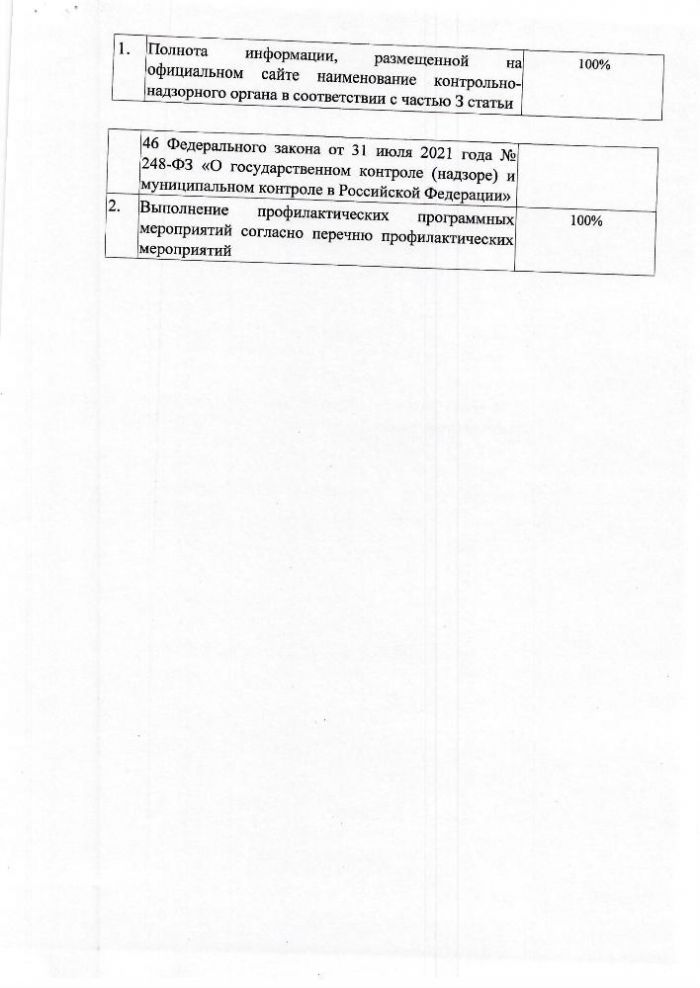 1. Полнота информации, размещенной на 100%
официальном сайте наименование контрольно-
надзорного органа в соответствии с частью 3 статьи
46 Федерального закона от 31 июля 2021 года №
248-ФЗ «О государственном контроле (надзоре) и
муниципальном контроле в Российской Федерации»
2. Выполнение профилактических программных 100%
мероприятий согласно перечню профилактических
мероприятий